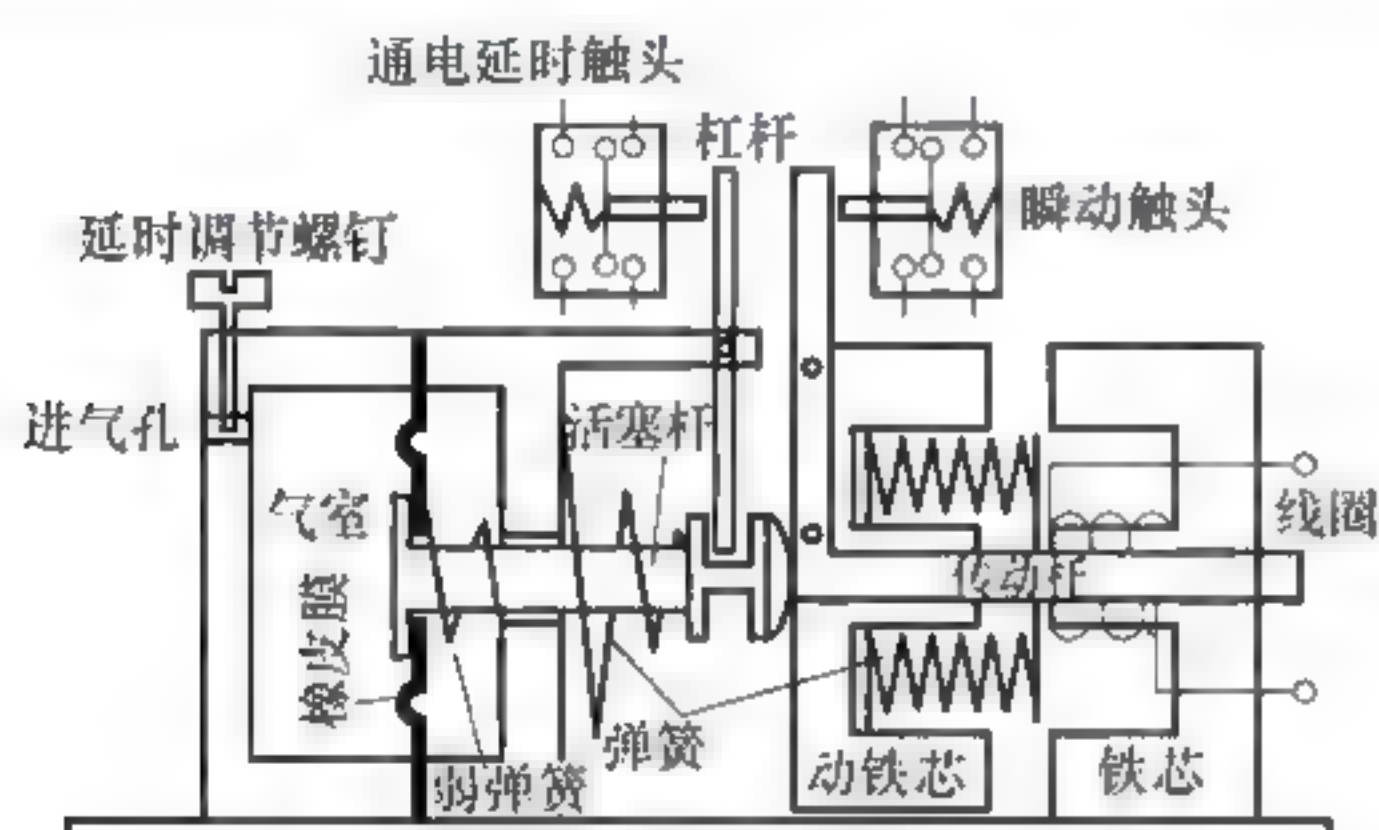 通电延时触头
杠杆
瞬动触头
延时调节螺钉
进气孔
活塞杆
气室
线圈
传动杆
橡皮膜
弹簧
弱弹簧
动铁芯
铁芯